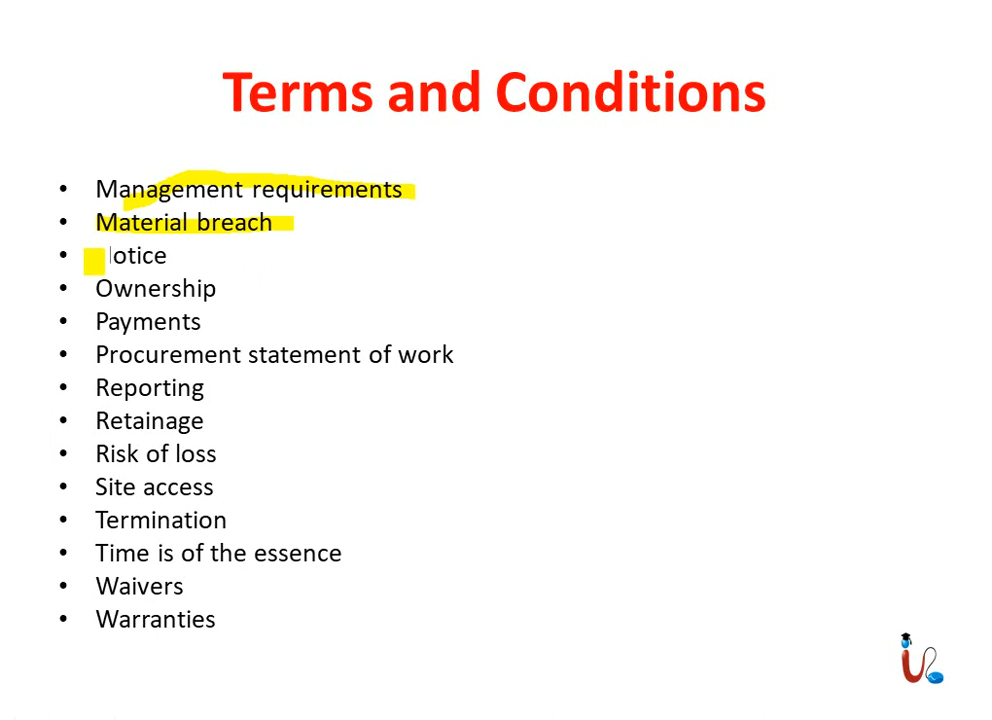 Terms and Conditions
• Management requirements
• Material breach
• otice
• Ownership
• Payments
• Procurement statement of work
• Reporting
• Retainage
• Risk of loss
• Site access
• Termination
• Time is of the essence
• Waivers
• Warranties